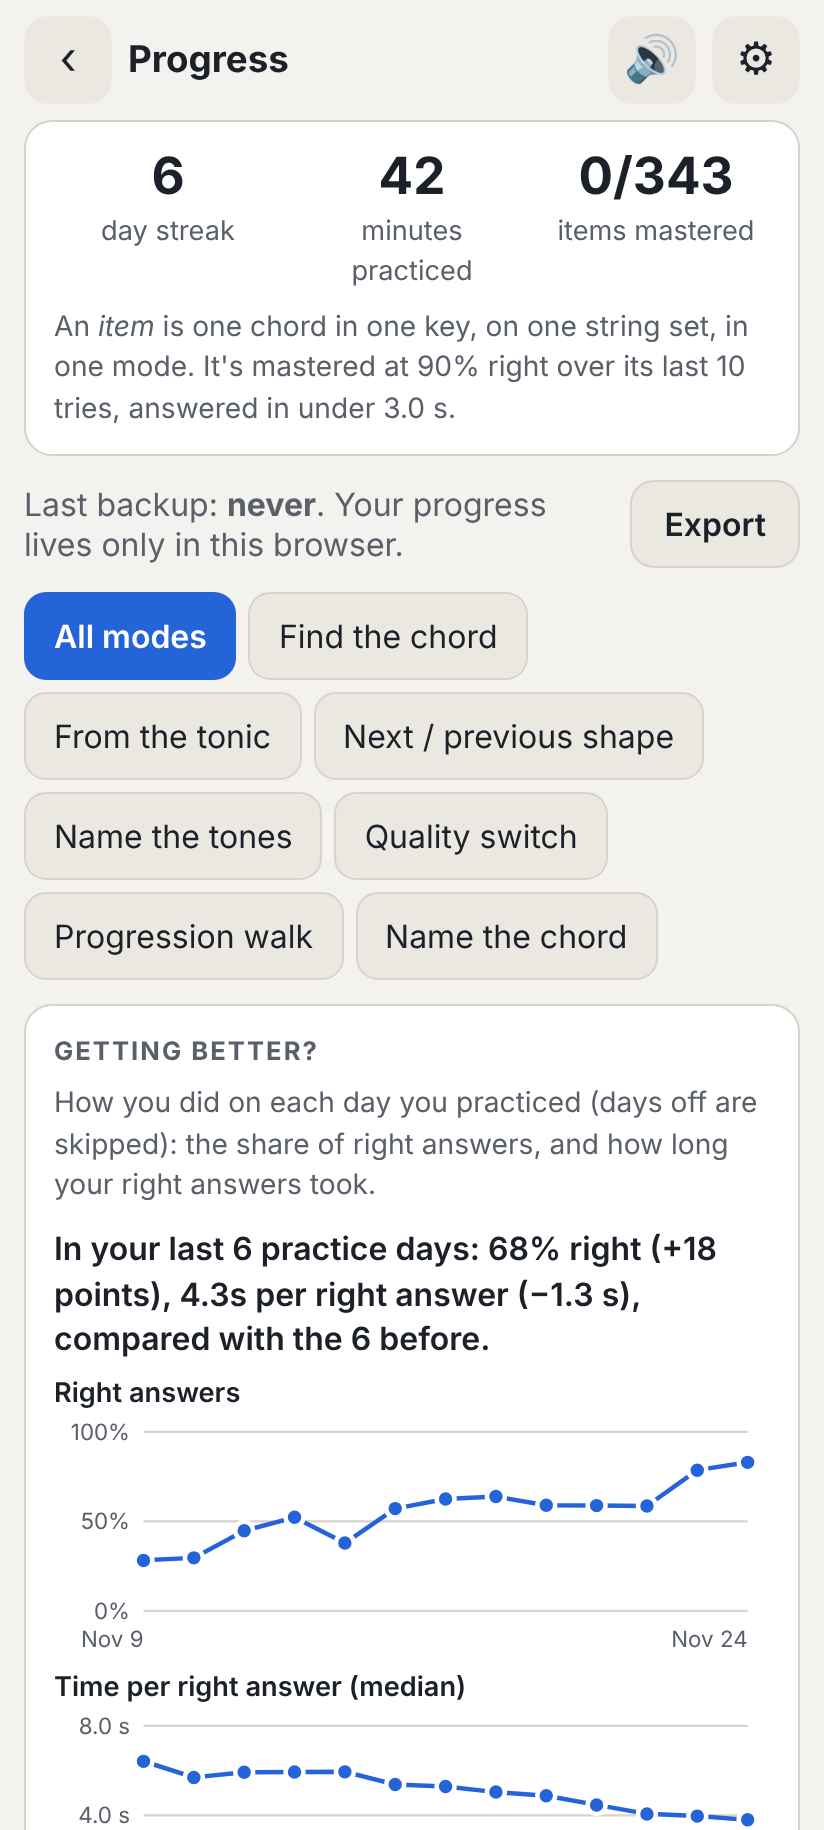 Progress
6
day streak
42
minutes
practiced
0/343
items mastered
An item is one chord in one key, on one string set, in
one mode. It's mastered at 90% right over its last 10
tries, answered in under 3.0 s.
Last backup: never. Your progress
lives only in this browser.
Export
All modes
Find the chord
From the tonic
Next / previous shape
Name the tones
Quality switch
Progression walk
Name the chord
GETTING BETTER?
How you did on each day you practiced (days off are
skipped): the share of right answers, and how long
your right answers took.
In your last 6 practice days: 68% right (+18
points), 4.3s per right answer (−1.3 s),
compared with the 6 before.
Right answers
100%
50%
0%
Nov 9
Nov 24
Time per right answer (median)
8.0 s
4.0 s